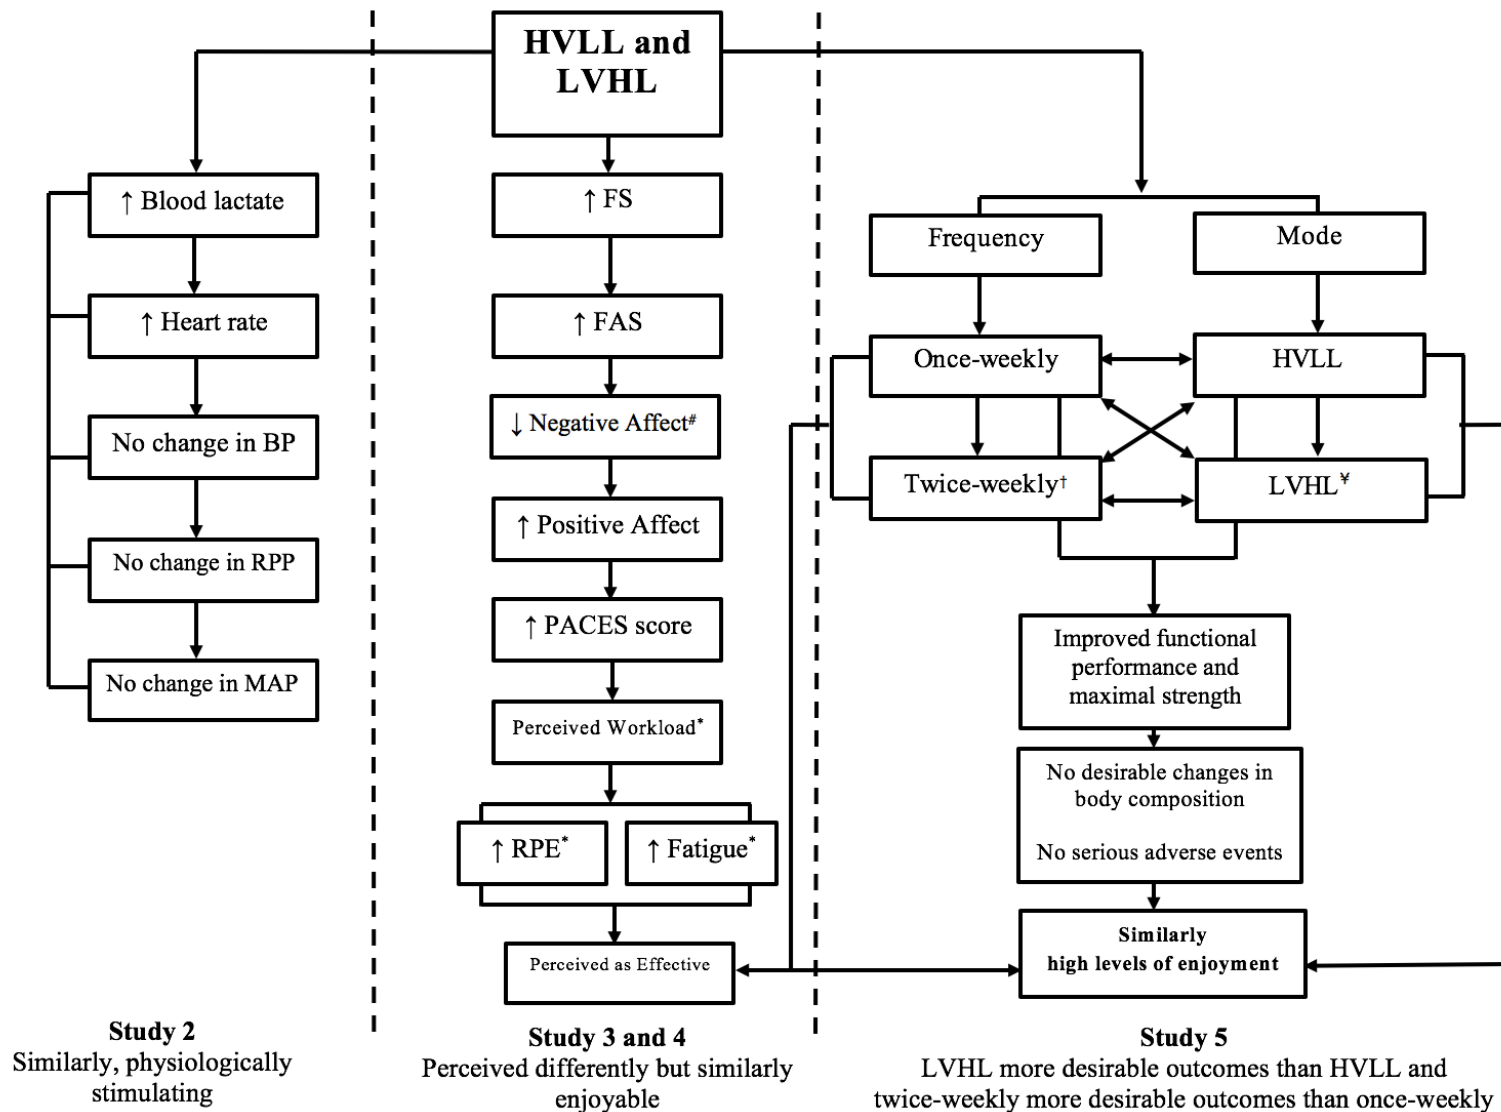 HVLL and
LVHL
↑ Blood lactate
↑ Heart rate
No change in BP
No change in RPP
No change in MAP
Study 2
Similarly, physiologically
stimulating
↑ FS
↑ FAS
↓ Negative Affect#
↑ Positive Affect
↑ PACES score
Perceived Workload*
↑ RPE*
↑ Fatigue*
Perceived as Effective
Study 3 and 4
Perceived differently but similarly
enjoyable
Frequency
Mode
Once-weekly
HVLL
Twice-weekly†
LVHL¥
Improved functional
performance and
maximal strength
No desirable changes in
body composition
No serious adverse events
Similarly
high levels of enjoyment
Study 5
LVHL more desirable outcomes than HVLL and
twice-weekly more desirable outcomes than once-weekly